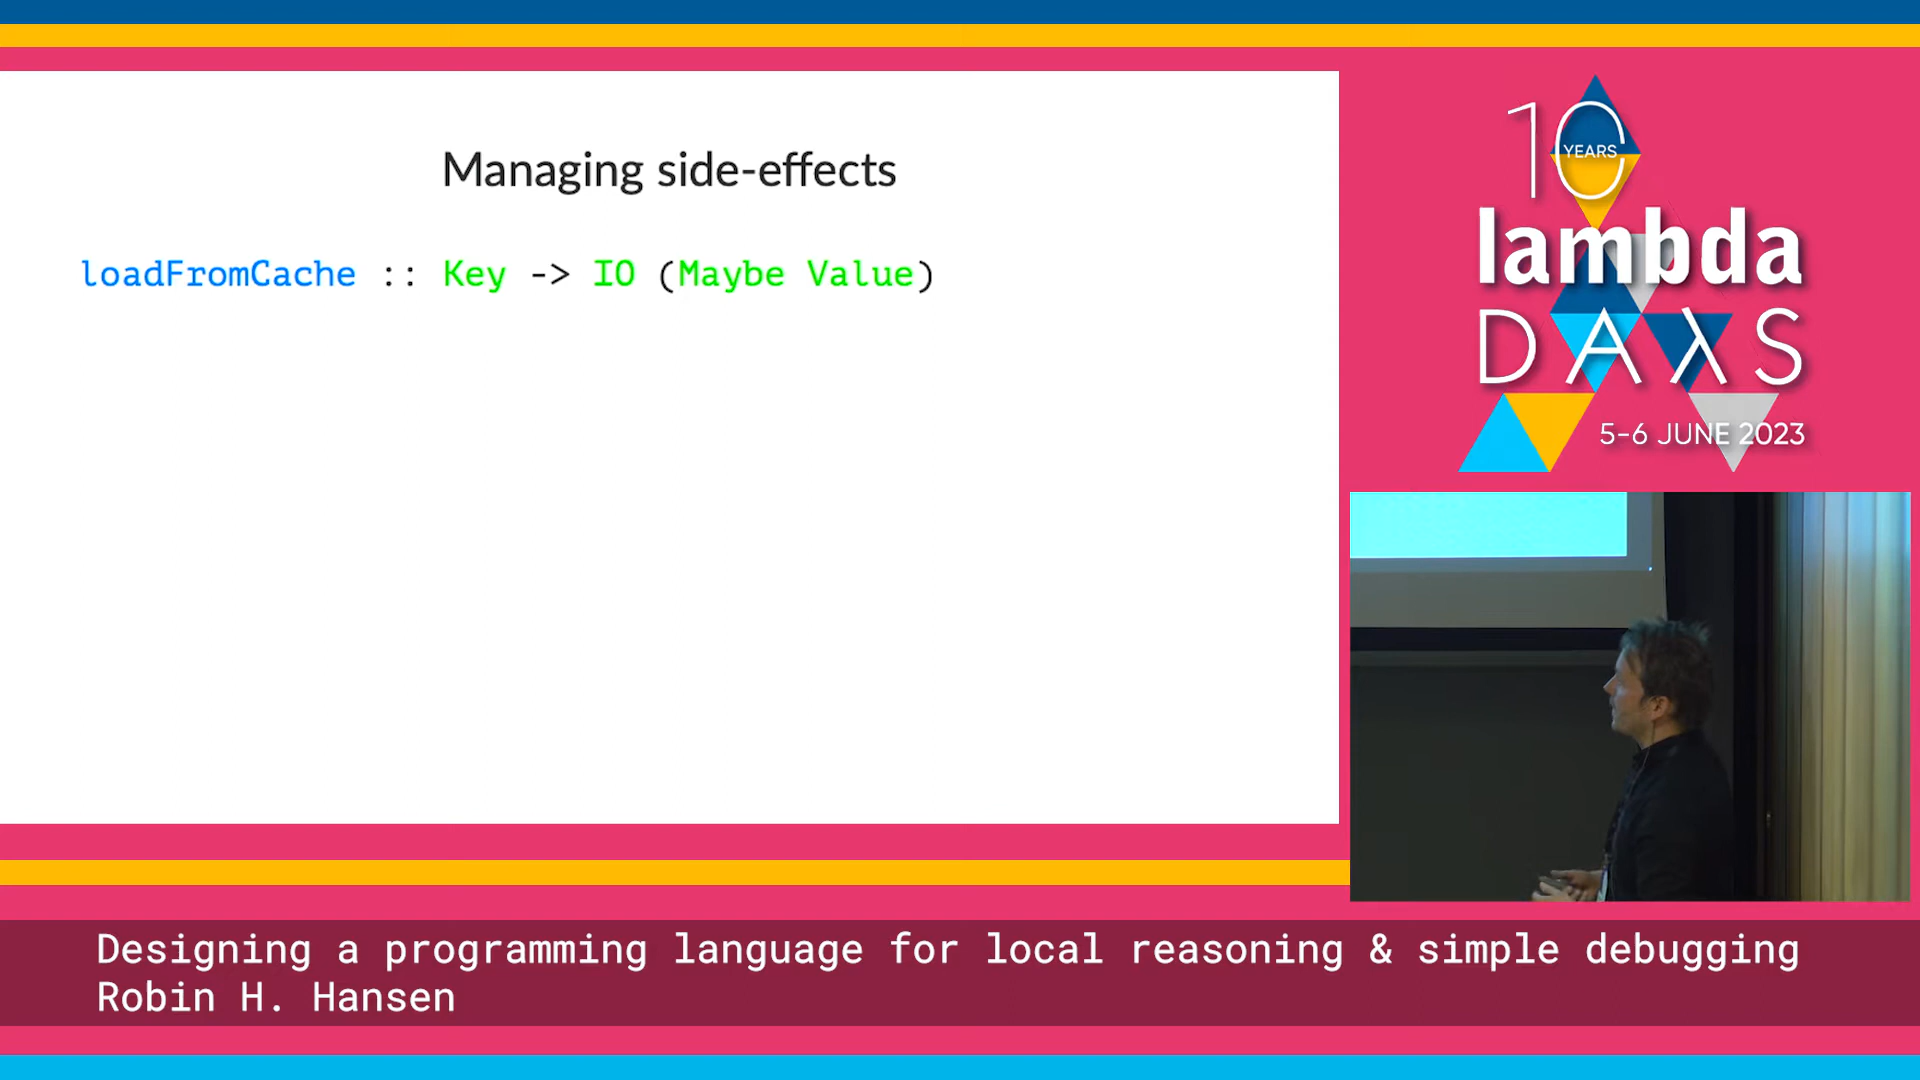 Managing side-effects
loadFromCache :: Key -> IO (Maybe Value)
10
YEARS
lambda
DAλS
5-6 JUNE 2023
Designing a programming language for local reasoning & simple debugging
Robin H. Hansen